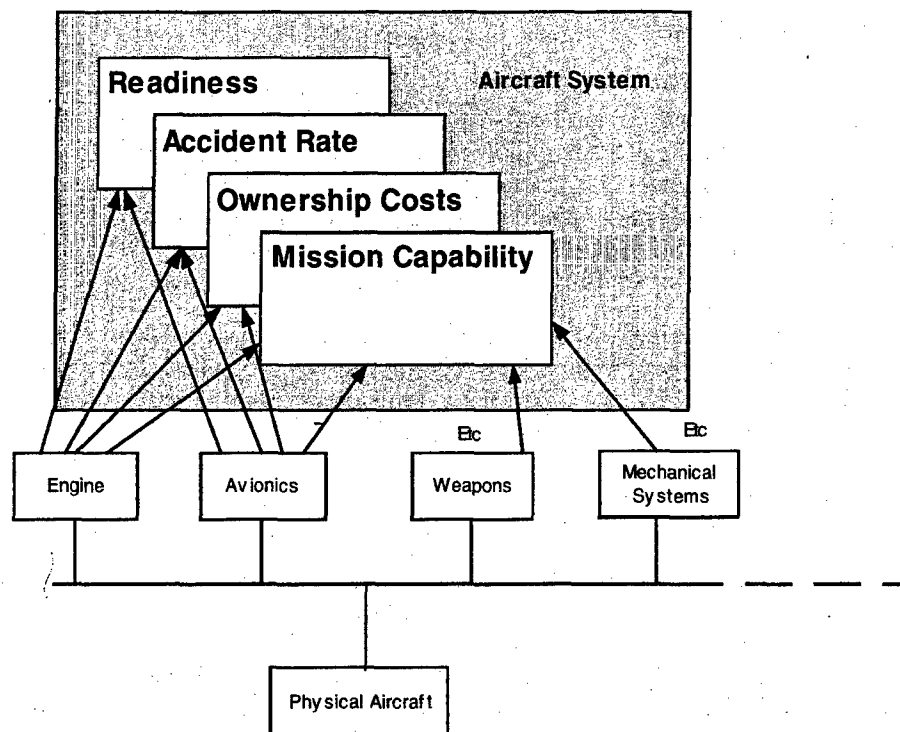 Readiness
Aircraft System
Accident Rate
Ownership Costs
Mission Capability
Etc
Etc
Engine
Avionics
Weapons
Mechanical
Systems
Physical Aircraft